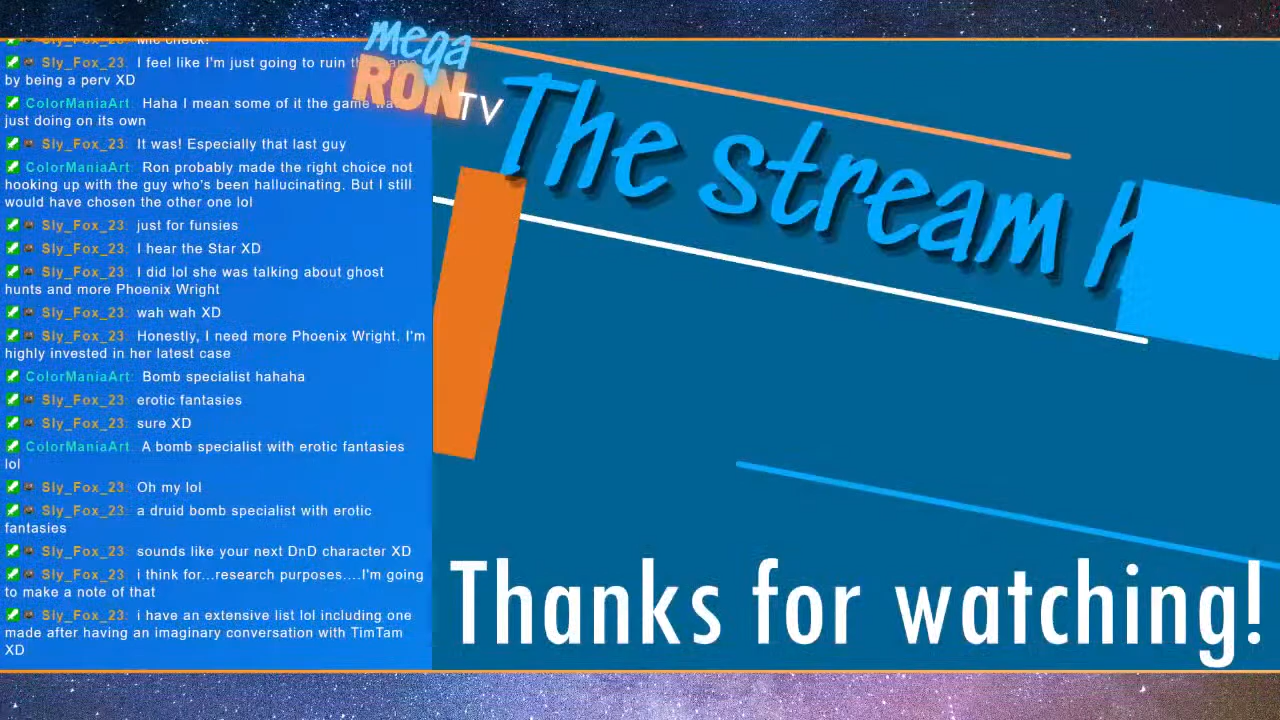 mega
RON
TV
Sly_Fox_23: Mic check!
Sly_Fox_23: I feel like I'm just going to ruin
by being a perv XD
ColorManiaArt: Haha I mean some of it the game
just doing on its own
Sly_Fox_23: It was! Especially that last guy
ColorManiaArt: Ron probably made the right choice not
hooking up with the guy who's been hallucinating. But I still
would have chosen the other one lol
Sly_Fox_23: just for funsies
Sly_Fox_23: I hear the Star XD
Sly_Fox_23: I did lol she was talking about ghost
hunts and more Phoenix Wright
Sly_Fox_23: wah wah XD
Sly_Fox_23: Honestly, I need more Phoenix Wright. I'm
highly invested in her latest case
ColorManiaArt: Bomb specialist hahaha
Sly_Fox_23: erotic fantasies
Sly_Fox_23: sure XD
ColorManiaArt: A bomb specialist with erotic fantasies
lol
Sly_Fox_23: Oh my lol
Sly_Fox_23: a druid bomb specialist with erotic
fantasies
Sly_Fox_23: sounds like your next DnD character XD
Sly_Fox_23: i think for...research purposes....I'm going
to make a note of that
Sly_Fox_23: i have an extensive list lol including one
made after having an imaginary conversation with TimTam
XD
The stream
Thanks for watching!